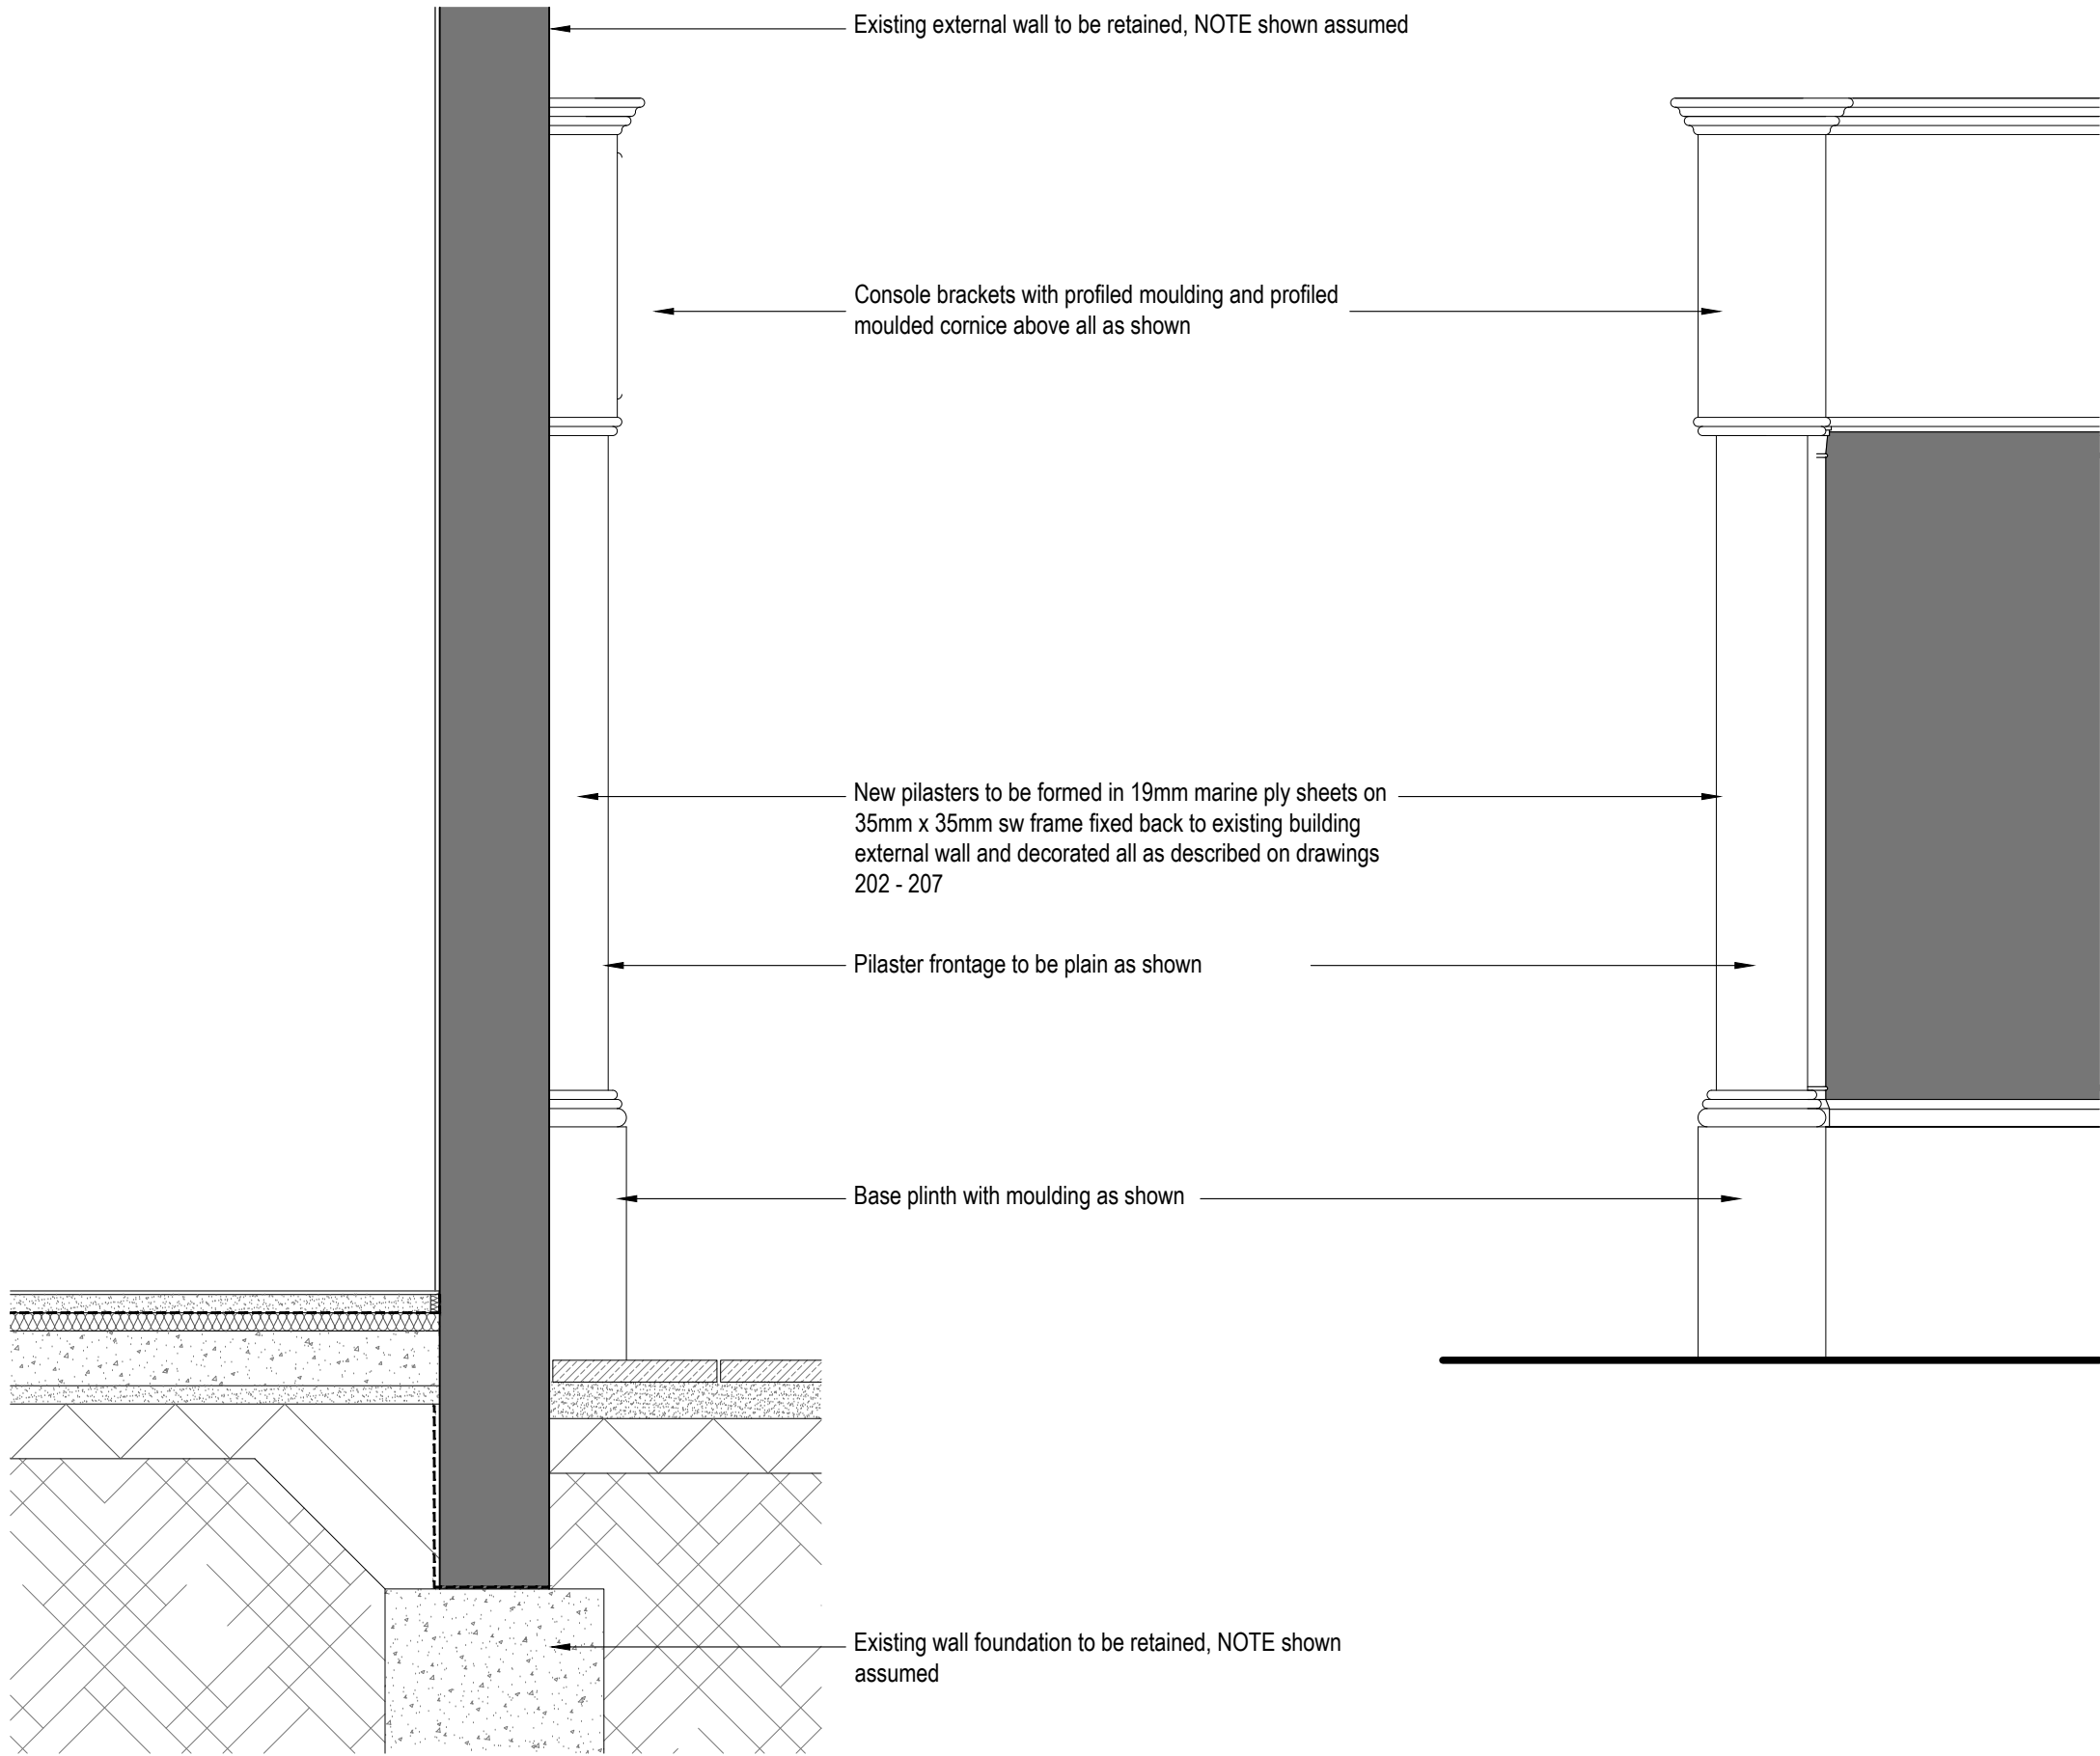 Existing external wall to be retained, NOTE shown assumed
Console brackets with profiled moulding and profiled
moulded cornice above all as shown
New pilasters to be formed in 19mm marine ply sheets on
35mm x 35mm sw frame fixed back to existing building
external wall and decorated all as described on drawings
202 - 207
Pilaster frontage to be plain as shown
Base plinth with moulding as shown
Existing wall foundation to be retained, NOTE shown
assumed